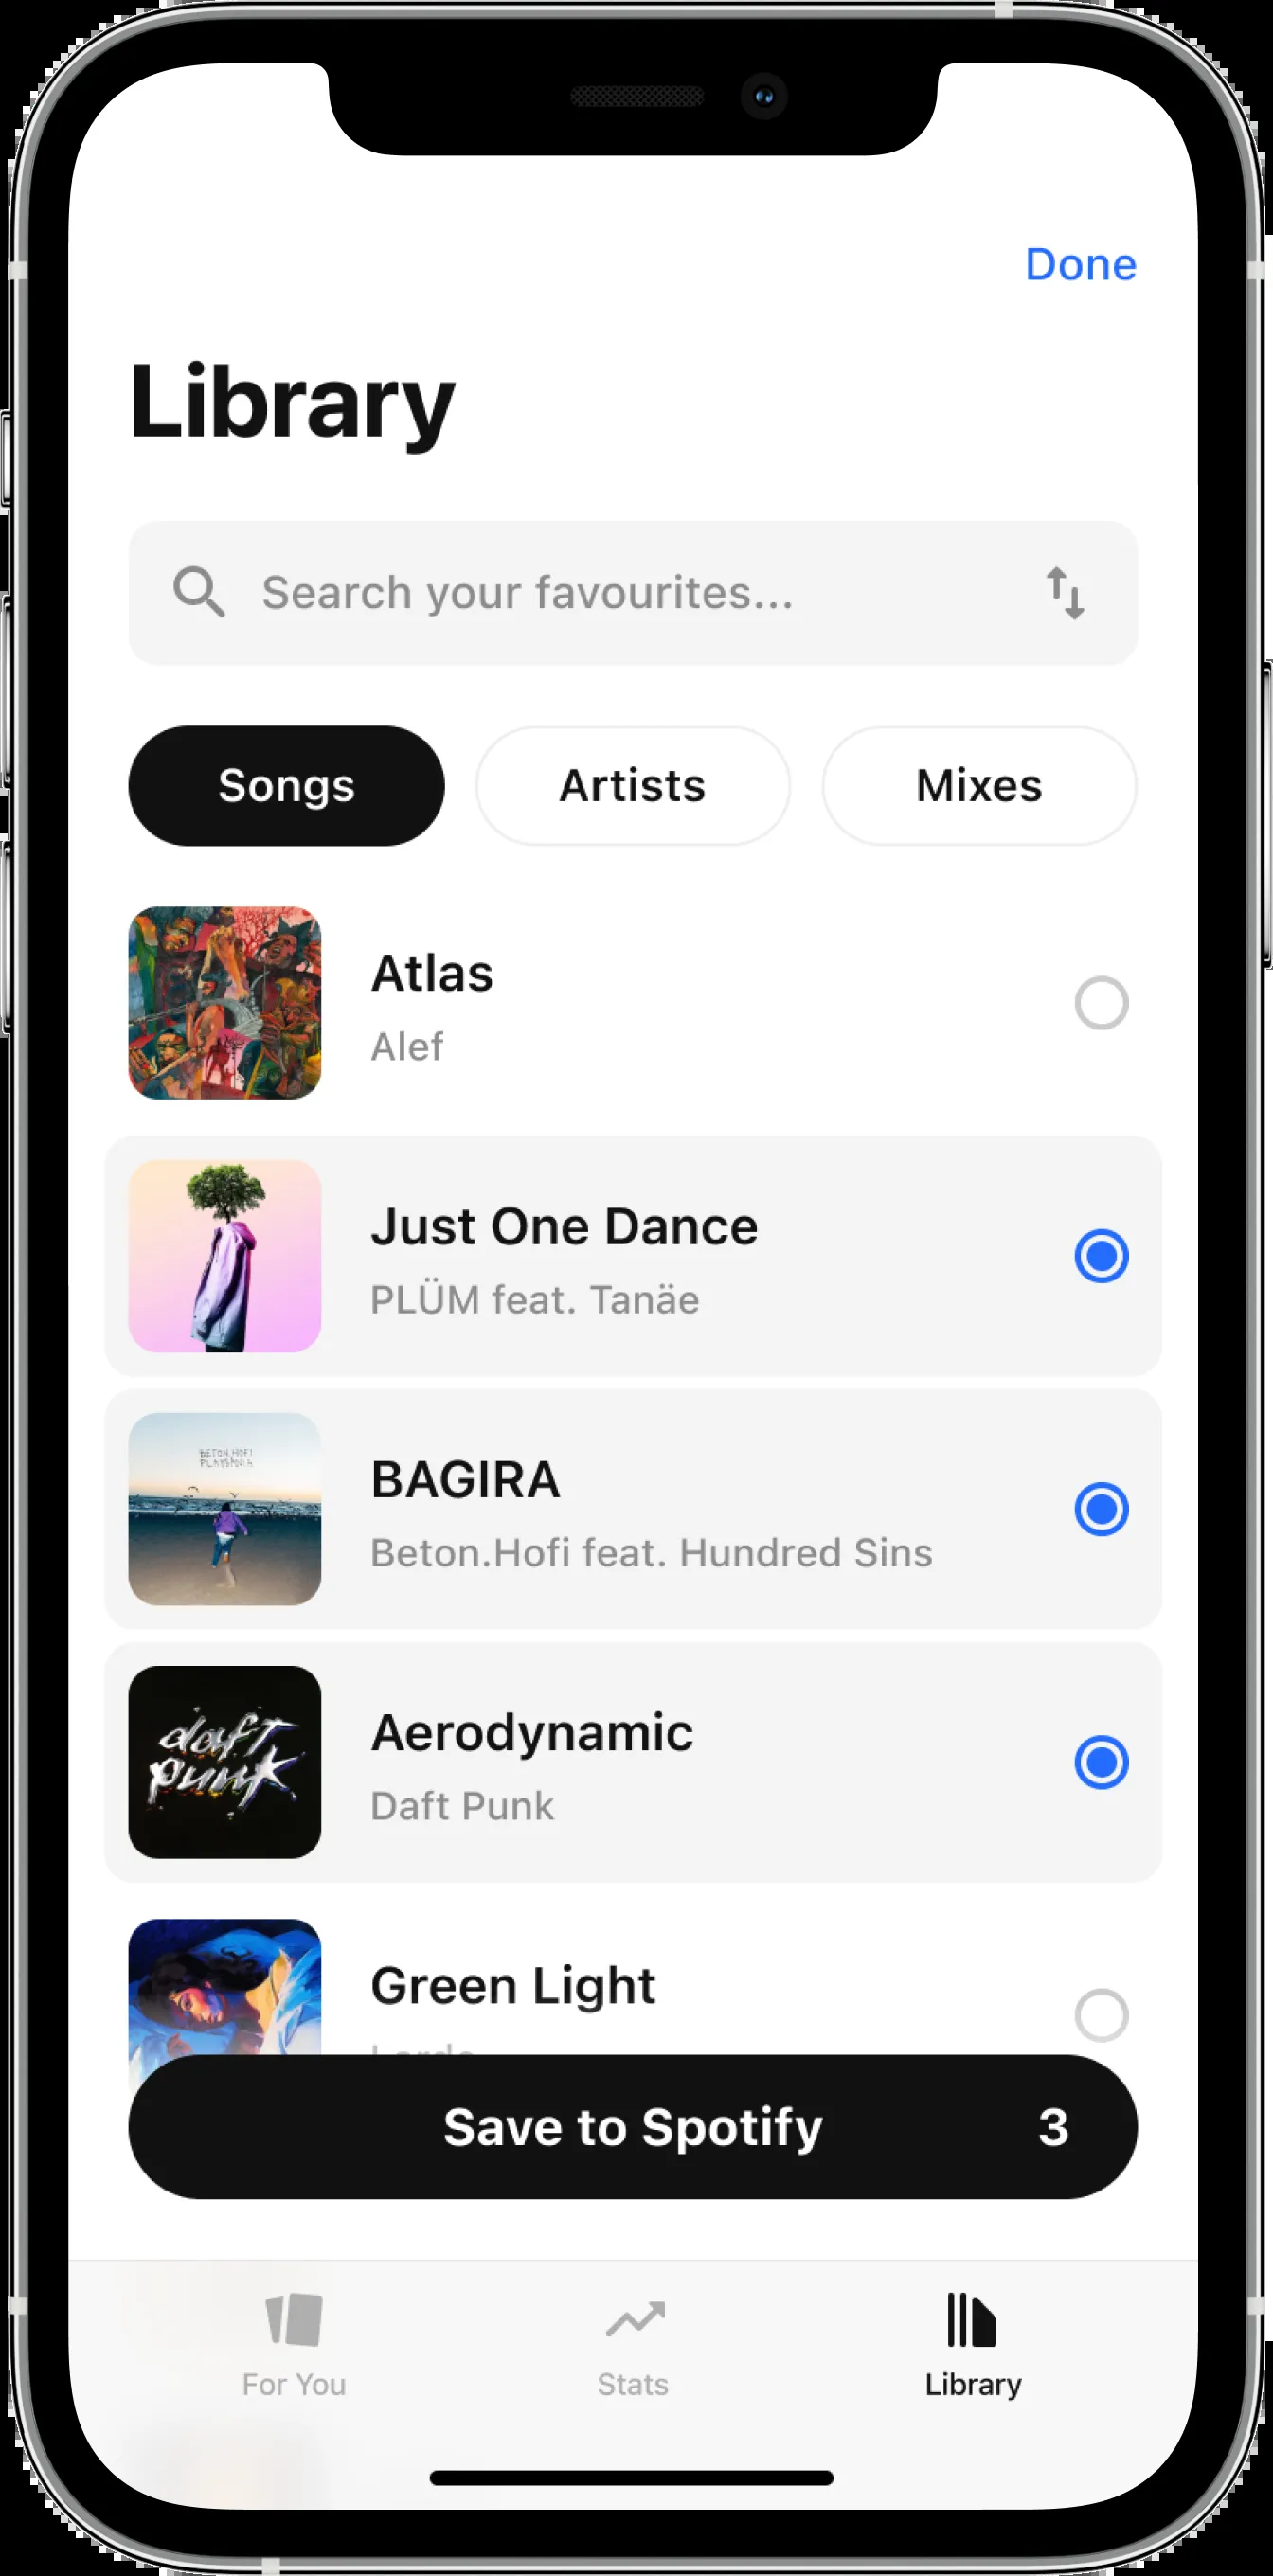 Done
Library
Search your favourites...
Songs
Artists
Mixes
Atlas
Alef
Just One Dance
PLÜM feat. Tanäe
BETON.HOFI
PLAYBÖHIA
BAGIRA
Beton.Hofi feat. Hundred Sins
daft
punk
Aerodynamic
Daft Punk
Green Light
Lorde
Save to Spotify
3
For You
Stats
Library